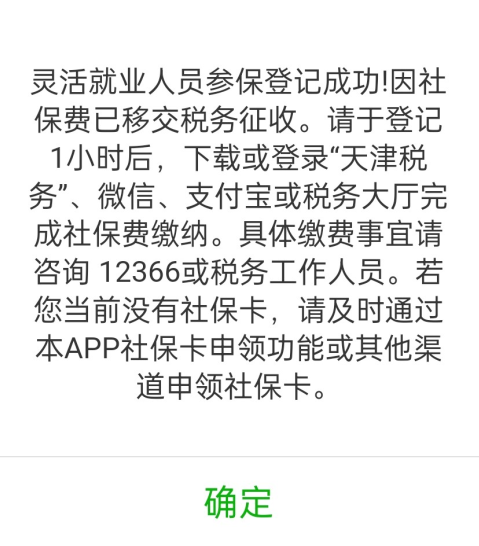 灵活就业人员参保登记成功!因社
保费已移交税务征收。请于登记
1小时后，下载或登录“天津税
务”、微信、支付宝或税务大厅完
成社保费缴纳。具体缴费事宜请
咨询 12366或税务工作人员。若
您当前没有社保卡，请及时通过
本APP社保卡申领功能或其他渠
道申领社保卡。
确定